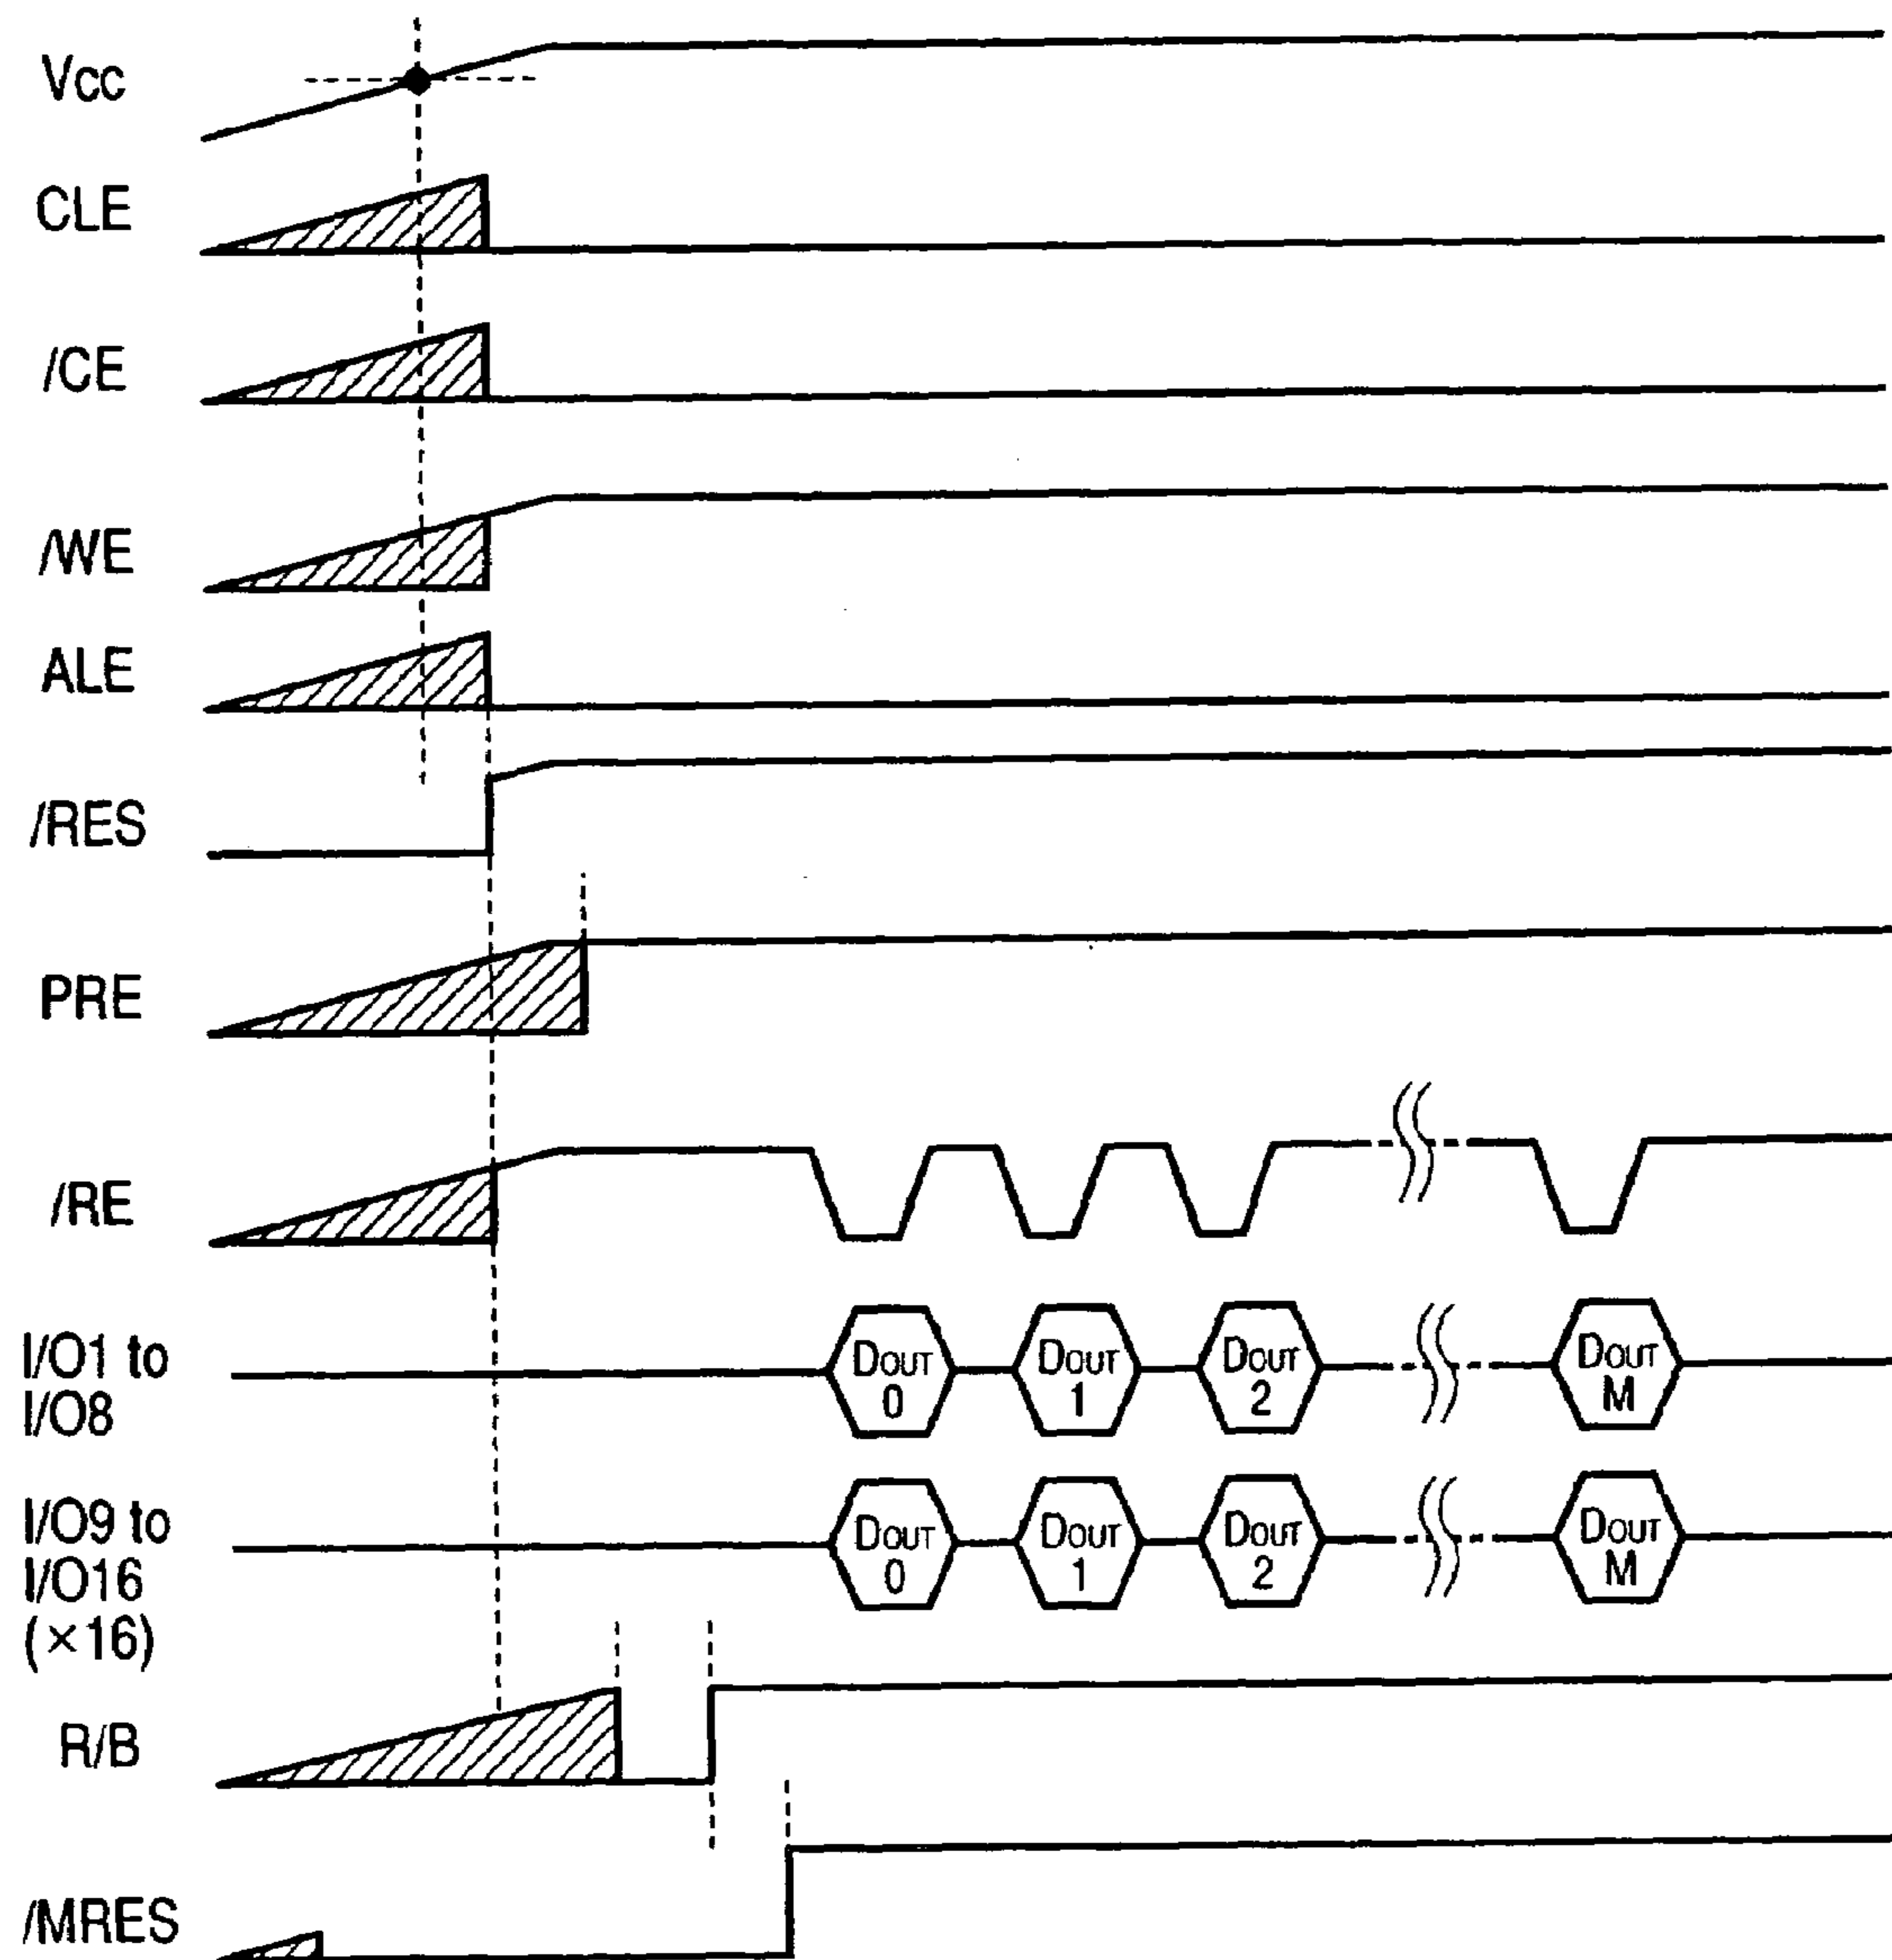 Vcc
CLE
/CE
/WE
ALE
/RES
PRE
/RE
I/O1 to
I/O8
DOUT
0
DOUT
1
DOUT
2
DOUT
M
I/O9 to
I/O16
(×16)
DOUT
0
DOUT
1
DOUT
2
DOUT
M
R/B
/MRES